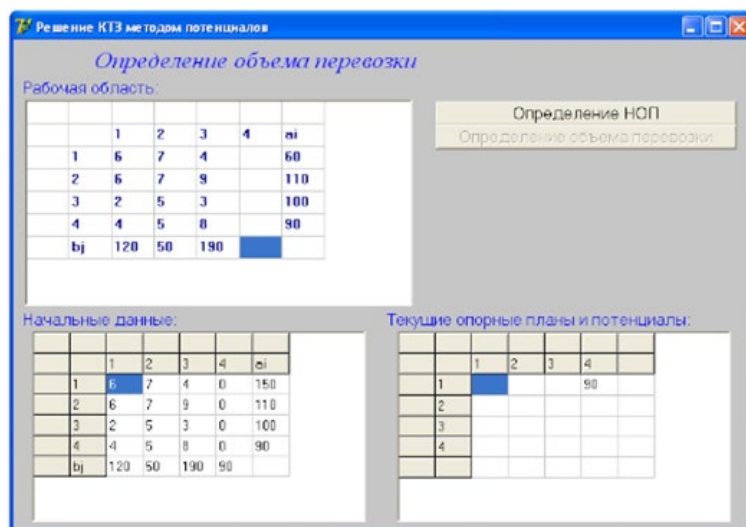 Решение КТЗ методом потенциалов
Определение объема перевозки
Рабочая область:
1 2 3 4 ai
1 6 7 4 60
2 6 7 9 110
3 2 5 3 100
4 4 5 8 90
bj 120 50 190
Определение НОП
Определение объема перевозки
Начальные данные:
1 2 3 4 ai
1 6 7 4 0 150
2 6 7 9 0 110
3 2 5 3 0 100
4 4 5 8 0 90
bj 120 50 190 90
Текущие опорные планы и потенциалы:
1 2 3 4
1 90
2
3
4